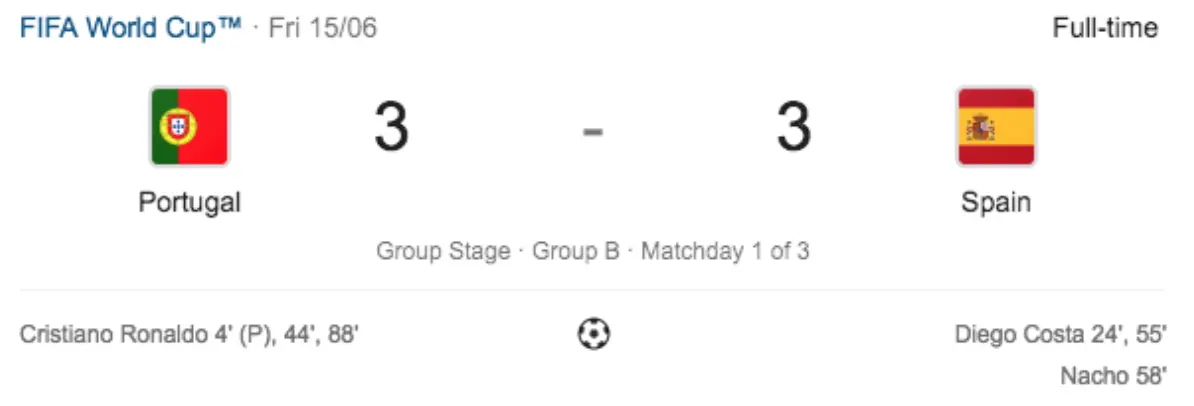 FIFA World Cup™ · Fri 15/06 Full-time
3 - 3
Portugal Spain
Group Stage · Group B · Matchday 1 of 3
Cristiano Ronaldo 4' (P), 44', 88' Diego Costa 24', 55'
Nacho 58'